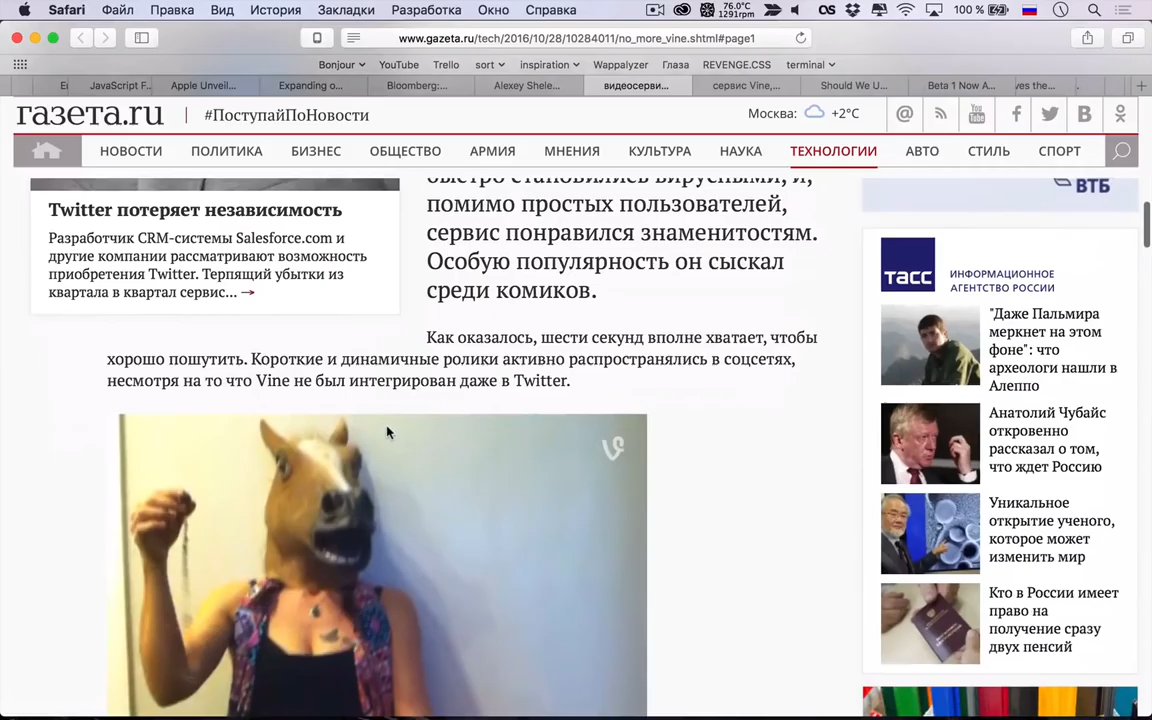 Safari Файл Правка Вид История Закладки Разработка Окно Справка 76.0°C 1291rpm 100 %
www.gazeta.ru/tech/2016/10/28/10284011/no_more_vine.shtml#page1
Bonjour YouTube Trello sort inspiration Wappalyzer Глаза REVENGE.CSS terminal
JavaScript F... Apple Unveil... Expanding o... Bloomberg:... Alexey Shele... видеосерви... сервис Vine,... Should We U... Beta 1 Now A... ves the...
газета.ru #ПоступайПоНовости Москва: +2°C
НОВОСТИ ПОЛИТИКА БИЗНЕС ОБЩЕСТВО АРМИЯ МНЕНИЯ КУЛЬТУРА НАУКА ТЕХНОЛОГИИ АВТО СТИЛЬ СПОРТ
Twitter потеряет независимость
Разработчик CRM-системы Salesforce.com и
другие компании рассматривают возможность
приобретения Twitter. Терпящий убытки из
квартала в квартал сервис... →
быстро становились вирусными, и,
помимо простых пользователей,
сервис понравился знаменитостям.
Особую популярность он сыскал
среди комиков.
Как оказалось, шести секунд вполне хватает, чтобы
хорошо пошутить. Короткие и динамичные ролики активно распространялись в соцсетях,
несмотря на то что Vine не был интегрирован даже в Twitter.
ВТБ
ТАСС
ИНФОРМАЦИОННОЕ
АГЕНТСТВО РОССИИ
"Даже Пальмира
меркнет на этом
фоне": что
археологи нашли в
Алеппо
Анатолий Чубайс
откровенно
рассказал о том,
что ждет Россию
Уникальное
открытие ученого,
которое может
изменить мир
Кто в России имеет
право на
получение сразу
двух пенсий